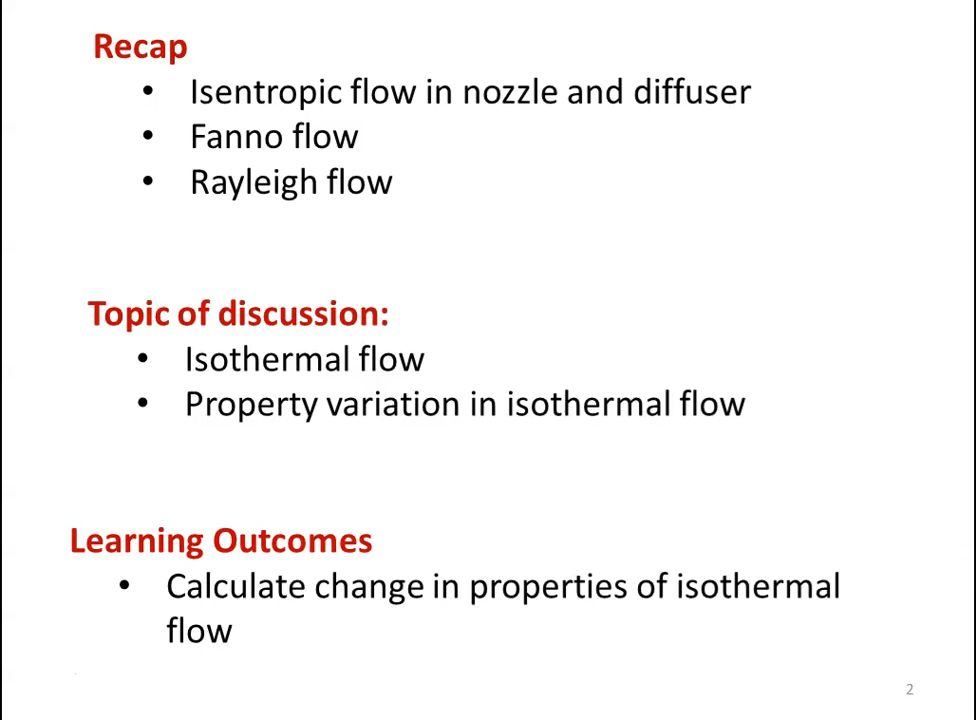 Recap
• Isentropic flow in nozzle and diffuser
• Fanno flow
• Rayleigh flow
Topic of discussion:
• Isothermal flow
• Property variation in isothermal flow
Learning Outcomes
• Calculate change in properties of isothermal
flow
2